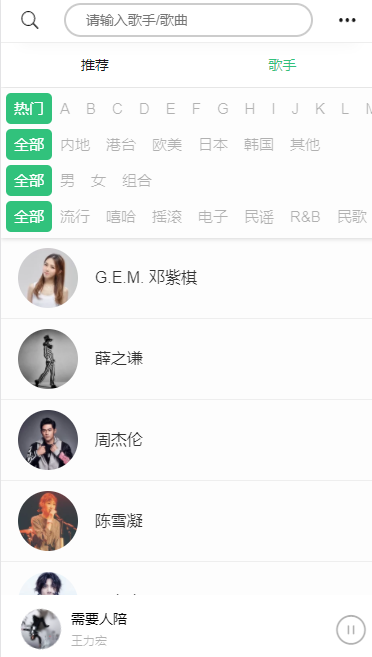 请输入歌手/歌曲
推荐 歌手
热门 A B C D E F G H I J K L M
全部 内地 港台 欧美 日本 韩国 其他
全部 男 女 组合
全部 流行 嘻哈 摇滚 电子 民谣 R&B 民歌
G.E.M. 邓紫棋
薛之谦
周杰伦
陈雪凝
需要人陪
王力宏